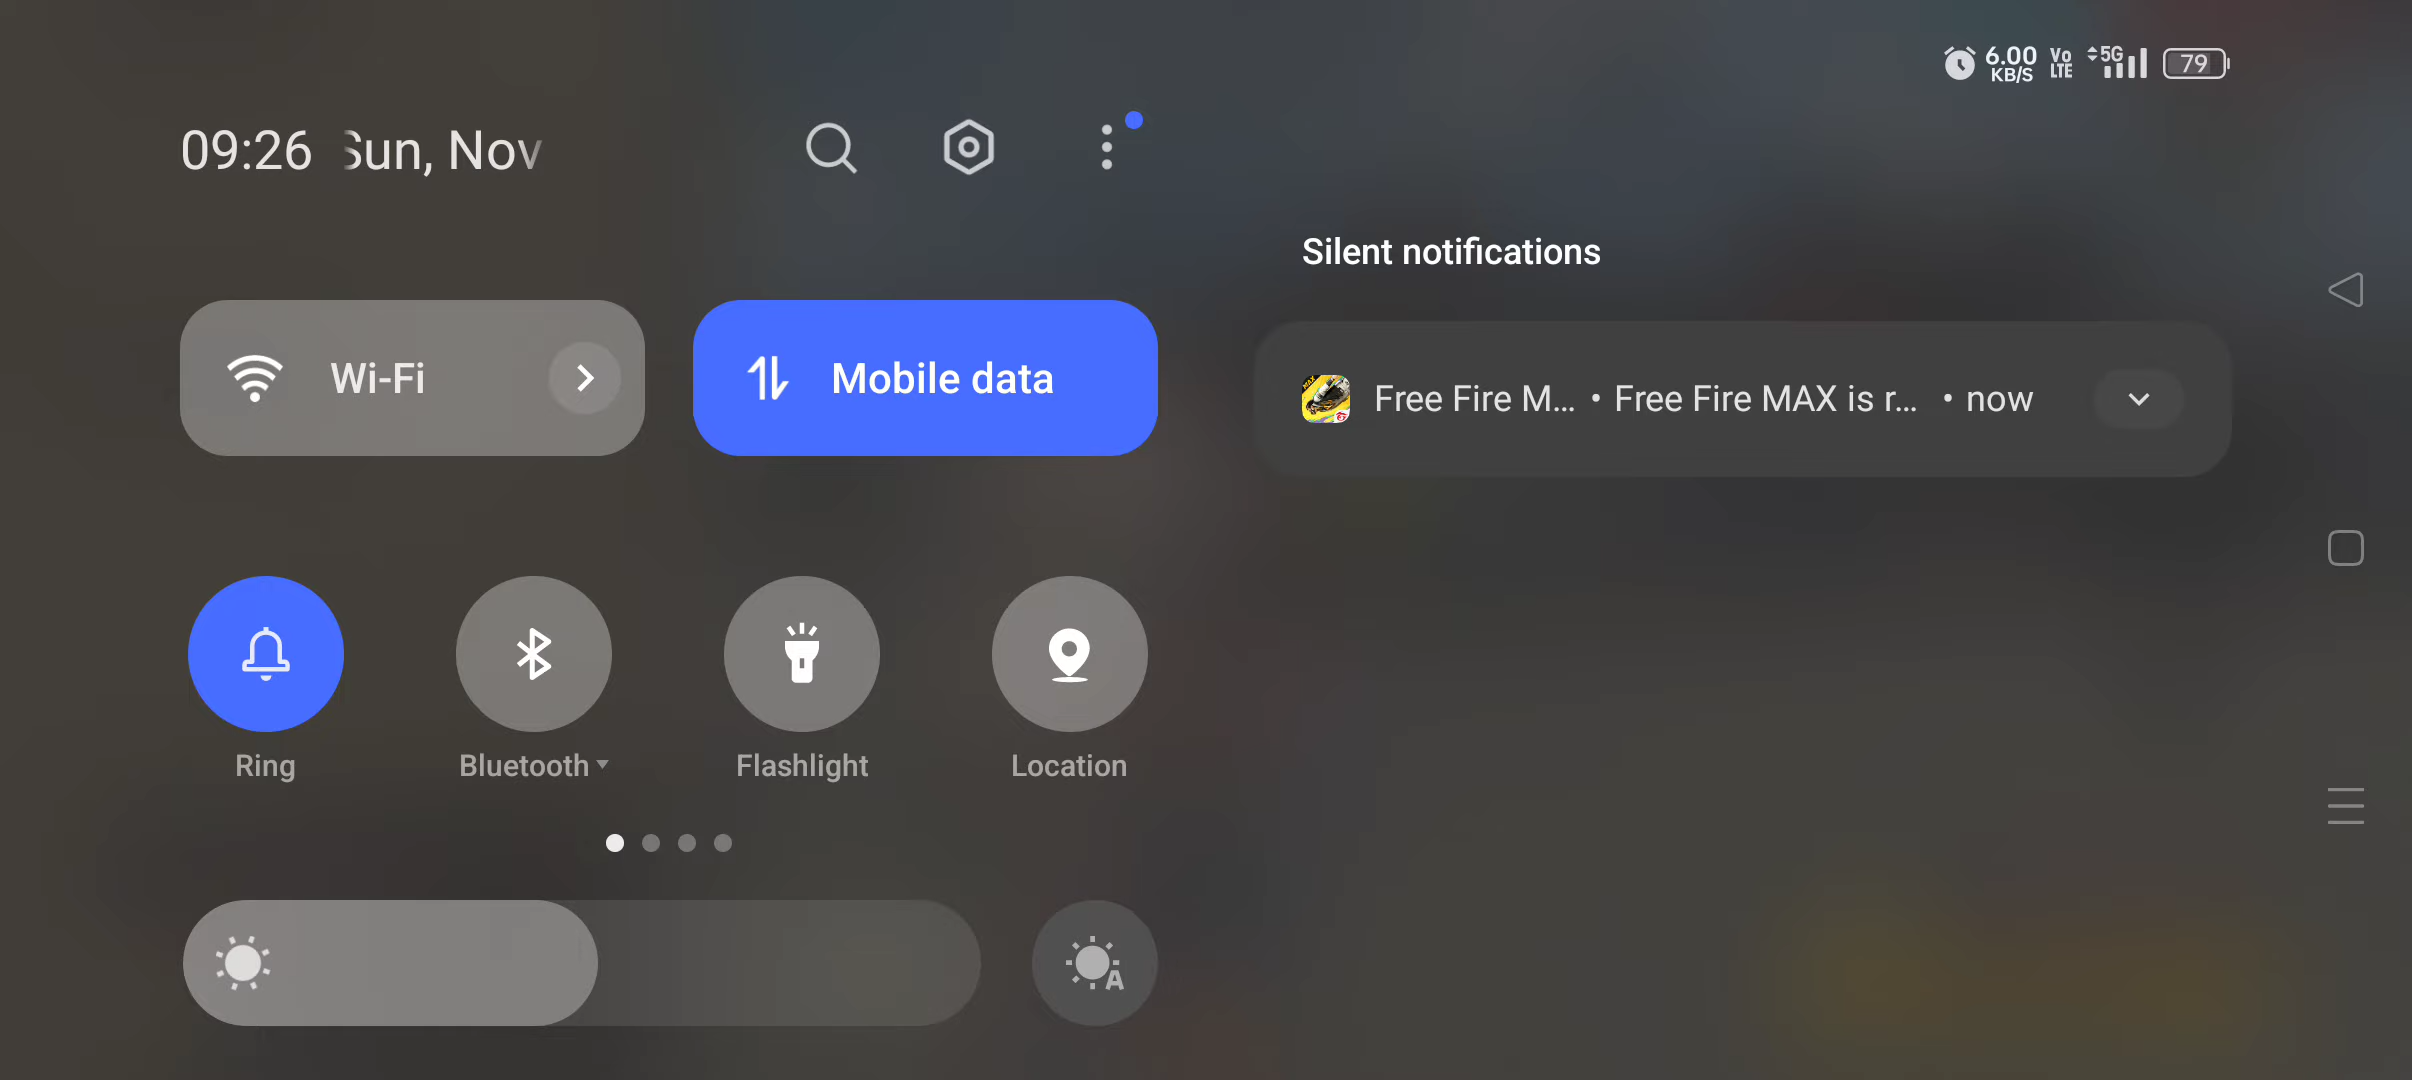 6.00 KB/S Vo LTE 5G 79
09:26 Sun, Nov
Silent notifications
Wi-Fi
Mobile data
Free Fire M... • Free Fire MAX is r... • now
Ring
Bluetooth
Flashlight
Location
A